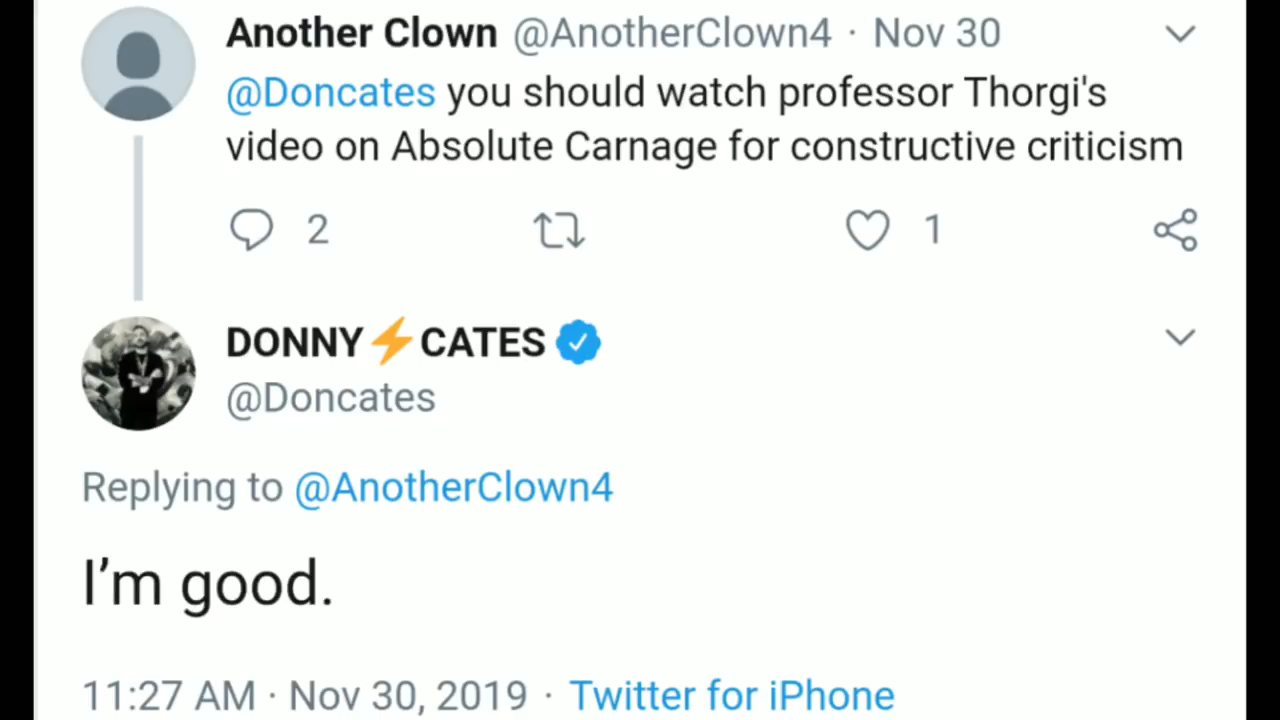 Another Clown @AnotherClown4 · Nov 30
@Doncates you should watch professor Thorgi's
video on Absolute Carnage for constructive criticism
2 1
DONNY⚡CATES
@Doncates
Replying to @AnotherClown4
I’m good.
11:27 AM · Nov 30, 2019 · Twitter for iPhone